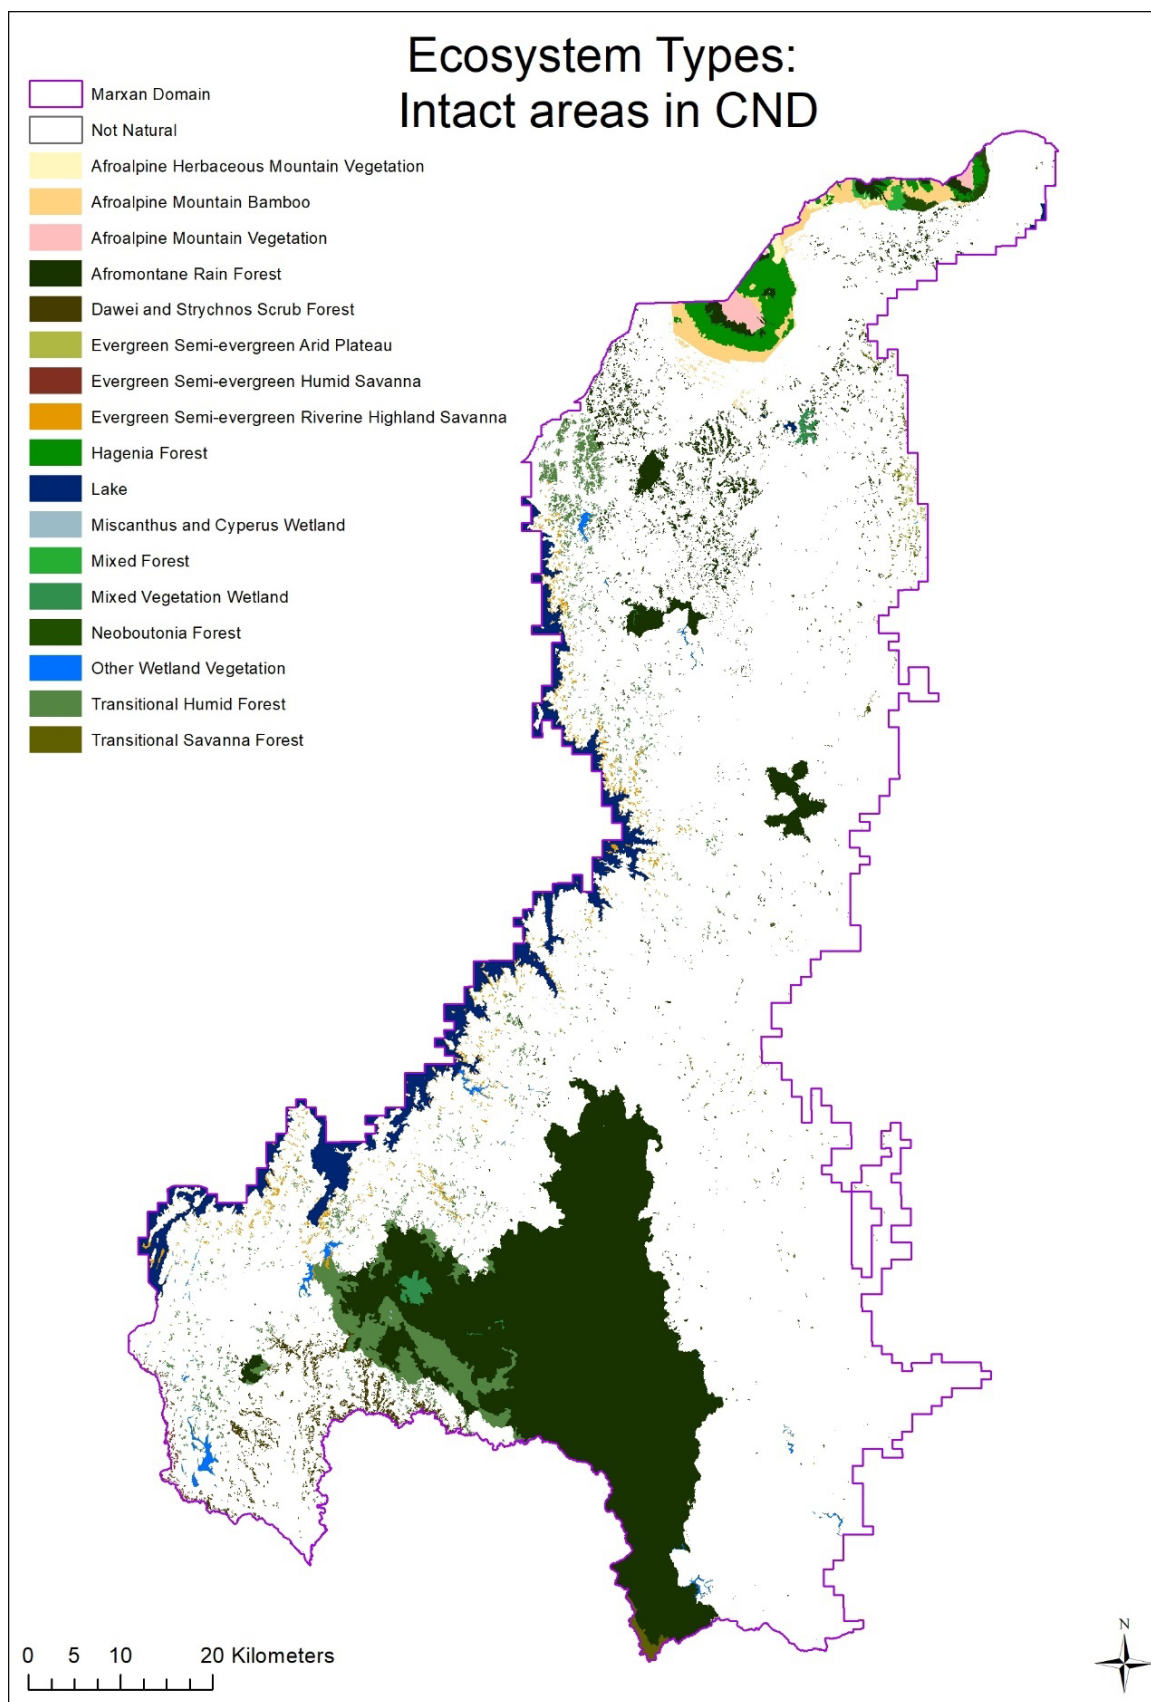 Ecosystem Types:
Intact areas in CND
Marxan Domain
Not Natural
Afroalpine Herbaceous Mountain Vegetation
Afroalpine Mountain Bamboo
Afroalpine Mountain Vegetation
Afromontane Rain Forest
Dawei and Strychnos Scrub Forest
Evergreen Semi-evergreen Arid Plateau
Evergreen Semi-evergreen Humid Savanna
Evergreen Semi-evergreen Riverine Highland Savanna
Hagenia Forest
Lake
Miscanthus and Cyperus Wetland
Mixed Forest
Mixed Vegetation Wetland
Neoboutonia Forest
Other Wetland Vegetation
Transitional Humid Forest
Transitional Savanna Forest
N
0 5 10 20 Kilometers